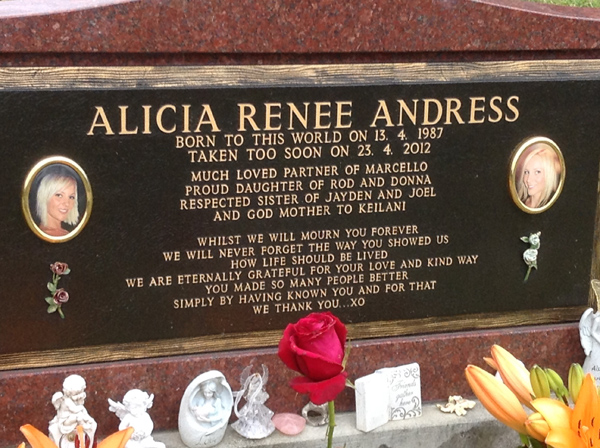 ALICIA RENEE ANDRESS
BORN TO THIS WORLD ON 13. 4. 1987
TAKEN TOO SOON ON 23. 4. 2012
MUCH LOVED PARTNER OF MARCELLO
PROUD DAUGHTER OF ROD AND DONNA
RESPECTED SISTER OF JAYDEN AND JOEL
AND GOD MOTHER TO KEILANI
WHILST WE WILL MOURN YOU FOREVER
WE WILL NEVER FORGET THE WAY YOU SHOWED US
HOW LIFE SHOULD BE LIVED
WE ARE ETERNALLY GRATEFUL FOR YOUR LOVE AND KIND WAY
YOU MADE SO MANY PEOPLE BETTER
SIMPLY BY HAVING KNOWN YOU AND FOR THAT
WE THANK YOU...XO